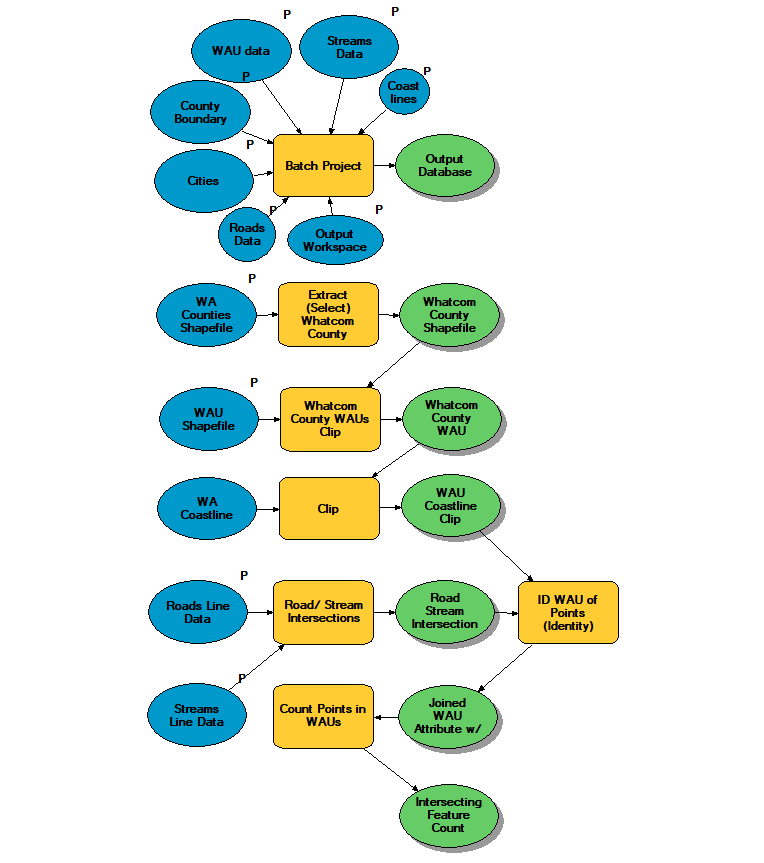 P
P
WAU data
Streams
Data
P
P
Coast
lines
County
Boundary
P
Batch Project
Output
Database
Cities
P
P
Roads
Data
Output
Workspace
P
WA
Counties
Shapefile
Extract
(Select)
Whatcom
County
Whatcom
County
Shapefile
P
WAU
Shapefile
Whatcom
County WAUs
Clip
Whatcom
County
WAU
WA
Coastline
Clip
WAU
Coastline
Clip
P
Roads Line
Data
Road/ Stream
Intersections
Road
Stream
Intersection
ID WAU of
Points
(Identity)
P
Streams
Line Data
Count Points in
WAUs
Joined
WAU
Attribute w/
Intersecting
Feature
Count